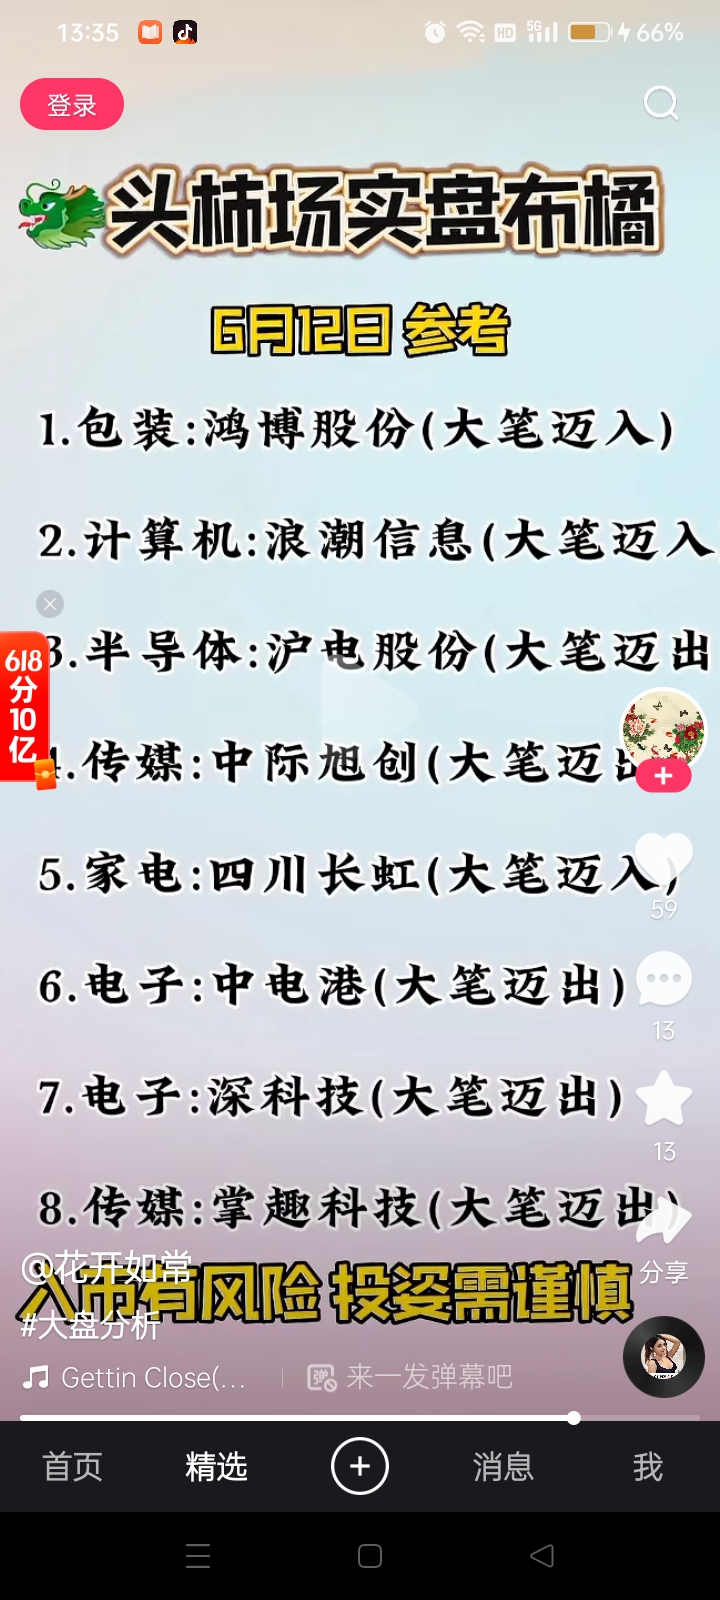 13:35
HD 5G 66%
登录
头柿场实盘布橘
6月12日 参考
1.包装:鸿博股份(大笔迈入)
2.计算机:浪潮信息(大笔迈入
3.半导体:沪电股份(大笔迈出
618
分
10
亿
4.传媒:中际旭创(大笔迈出
5.家电:四川长虹(大笔迈入)
59
6.电子:中电港(大笔迈出)
13
7.电子:深科技(大笔迈出)
13
8.传媒:掌趣科技(大笔迈出)
分享
@花开如常
入市有风险 投姿需谨慎
#大盘分析
Gettin Close(...
弹 来一发弹幕吧
首页 精选 消息 我